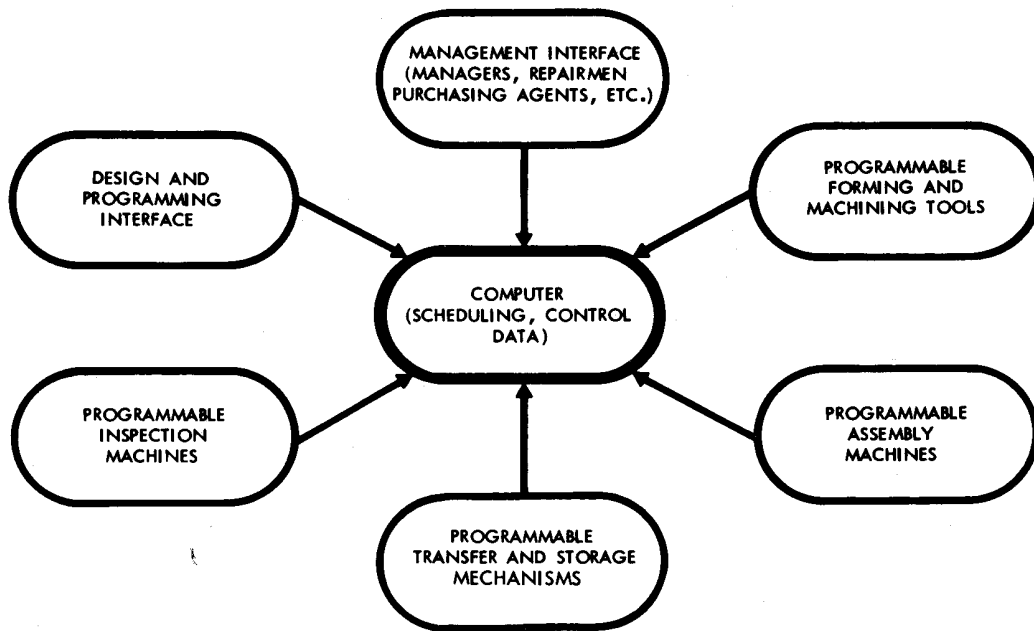 MANAGEMENT INTERFACE
(MANAGERS, REPAIRMEN
PURCHASING AGENTS, ETC.)
DESIGN AND
PROGRAMMING
INTERFACE
PROGRAMMABLE
FORMING AND
MACHINING TOOLS
COMPUTER
(SCHEDULING, CONTROL
DATA)
PROGRAMMABLE
INSPECTION
MACHINES
PROGRAMMABLE
ASSEMBLY
MACHINES
PROGRAMMABLE
TRANSFER AND STORAGE
MECHANISMS